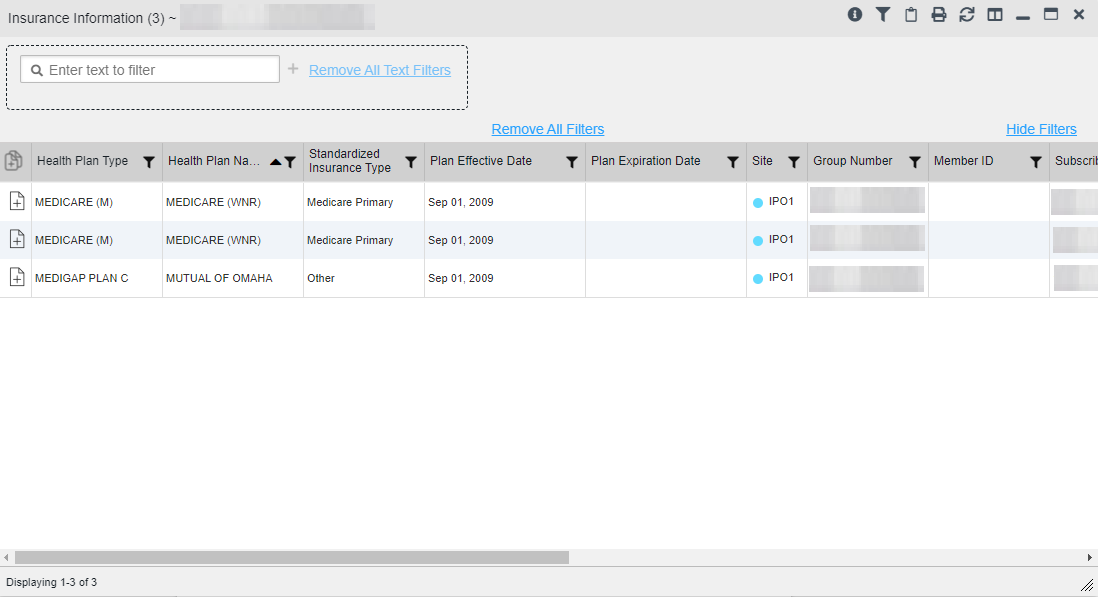 Insurance Information (3) ~
Enter text to filter
+ Remove All Text Filters
Remove All Filters Hide Filters
Health Plan Type Health Plan Na... Standardized Insurance Type Plan Effective Date Plan Expiration Date Site Group Number Member ID Subscrib
MEDICARE (M) MEDICARE (WNR) Medicare Primary Sep 01, 2009 IPO1
MEDICARE (M) MEDICARE (WNR) Medicare Primary Sep 01, 2009 IPO1
MEDIGAP PLAN C MUTUAL OF OMAHA Other Sep 01, 2009 IPO1
Displaying 1-3 of 3